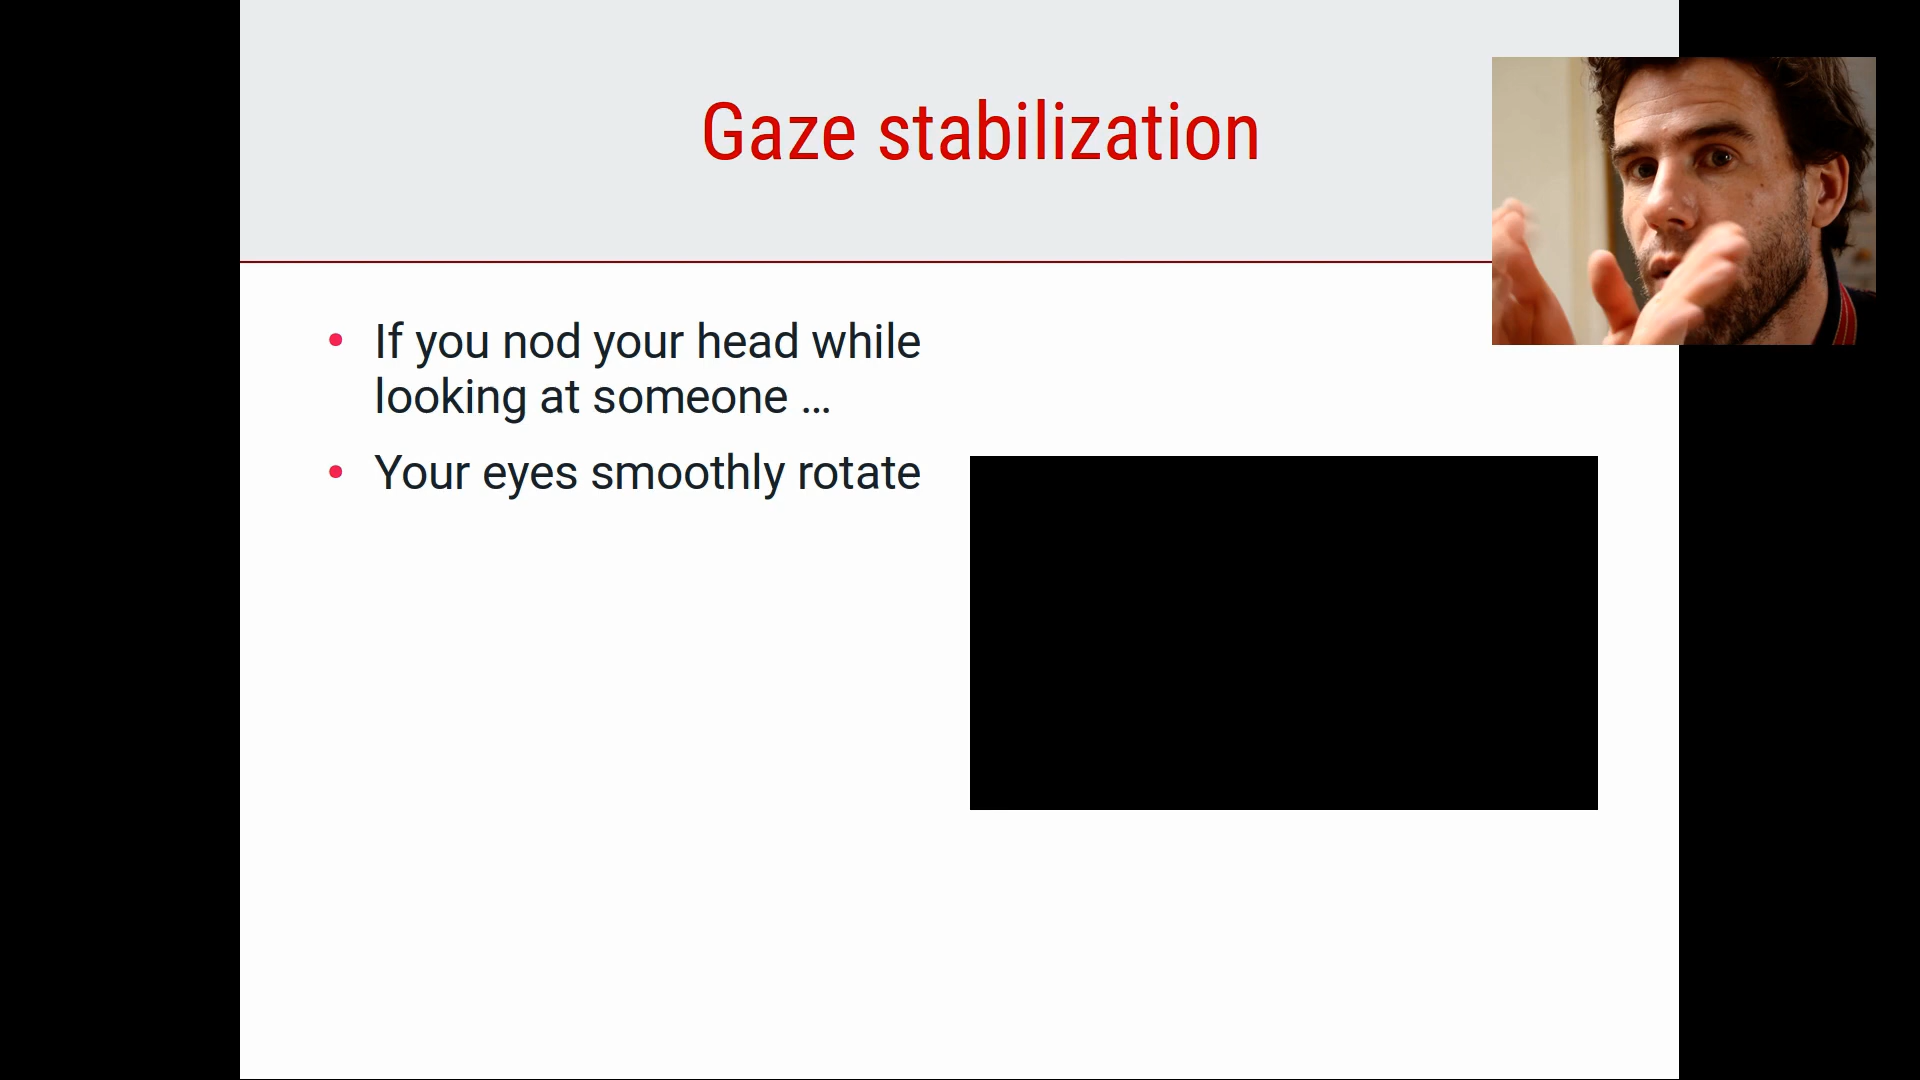 Gaze stabilization
• If you nod your head while
looking at someone …
• Your eyes smoothly rotate